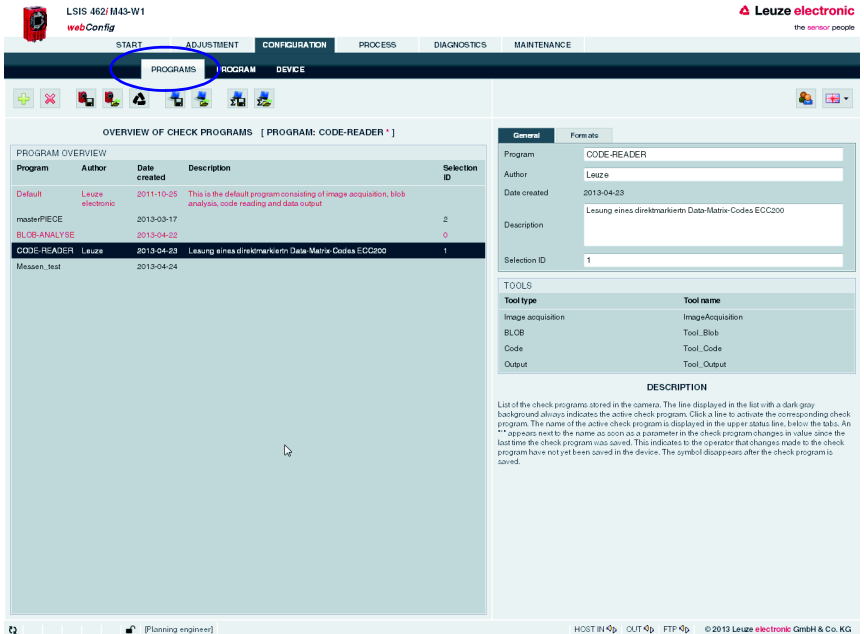 LSIS 462i M43-W1
webConfig
Leuze electronic
the sensor people
START ADJUSTMENT CONFIGURATION PROCESS DIAGNOSTICS MAINTENANCE
PROGRAMS PROGRAM DEVICE
OVERVIEW OF CHECK PROGRAMS [ PROGRAM: CODE-READER * ]
PROGRAM OVERVIEW
Program Author Date created Description Selection ID
Default Leuze electronic 2011-10-25 This is the default program consisting of image acquisition, blob analysis, code reading and data output
masterPIECE 2013-03-17 2
BLOB-ANALYSE 2013-04-22 0
CODE-READER Leuze 2013-04-23 Lesung eines direktmarkiertn Data-Matrix-Codes ECC200 1
Messen_test 2013-04-24
General Formats
Program CODE-READER
Author Leuze
Date created 2013-04-23
Description Lesung eines direktmarkiertn Data-Matrix-Codes ECC200
Selection ID 1
TOOLS
Tool type Tool name
Image acquisition ImageAcquisition
BLOB Tool_Blob
Code Tool_Code
Output Tool_Output
DESCRIPTION
List of the check programs stored in the camera. The line displayed in the list with a dark gray
background always indicates the active check program. Click a line to activate the corresponding check
program. The name of the active check program is displayed in the upper status line, below the tabs. An
"*" appears next to the name as soon as a parameter in the check program changes in value since the
last time the check program was saved. This indicates to the operator that changes made to the check
program have not yet been saved in the device. The symbol disappears after the check program is
saved.
[Planning engineer] HOST IN OUT FTP © 2013 Leuze electronic GmbH & Co. KG